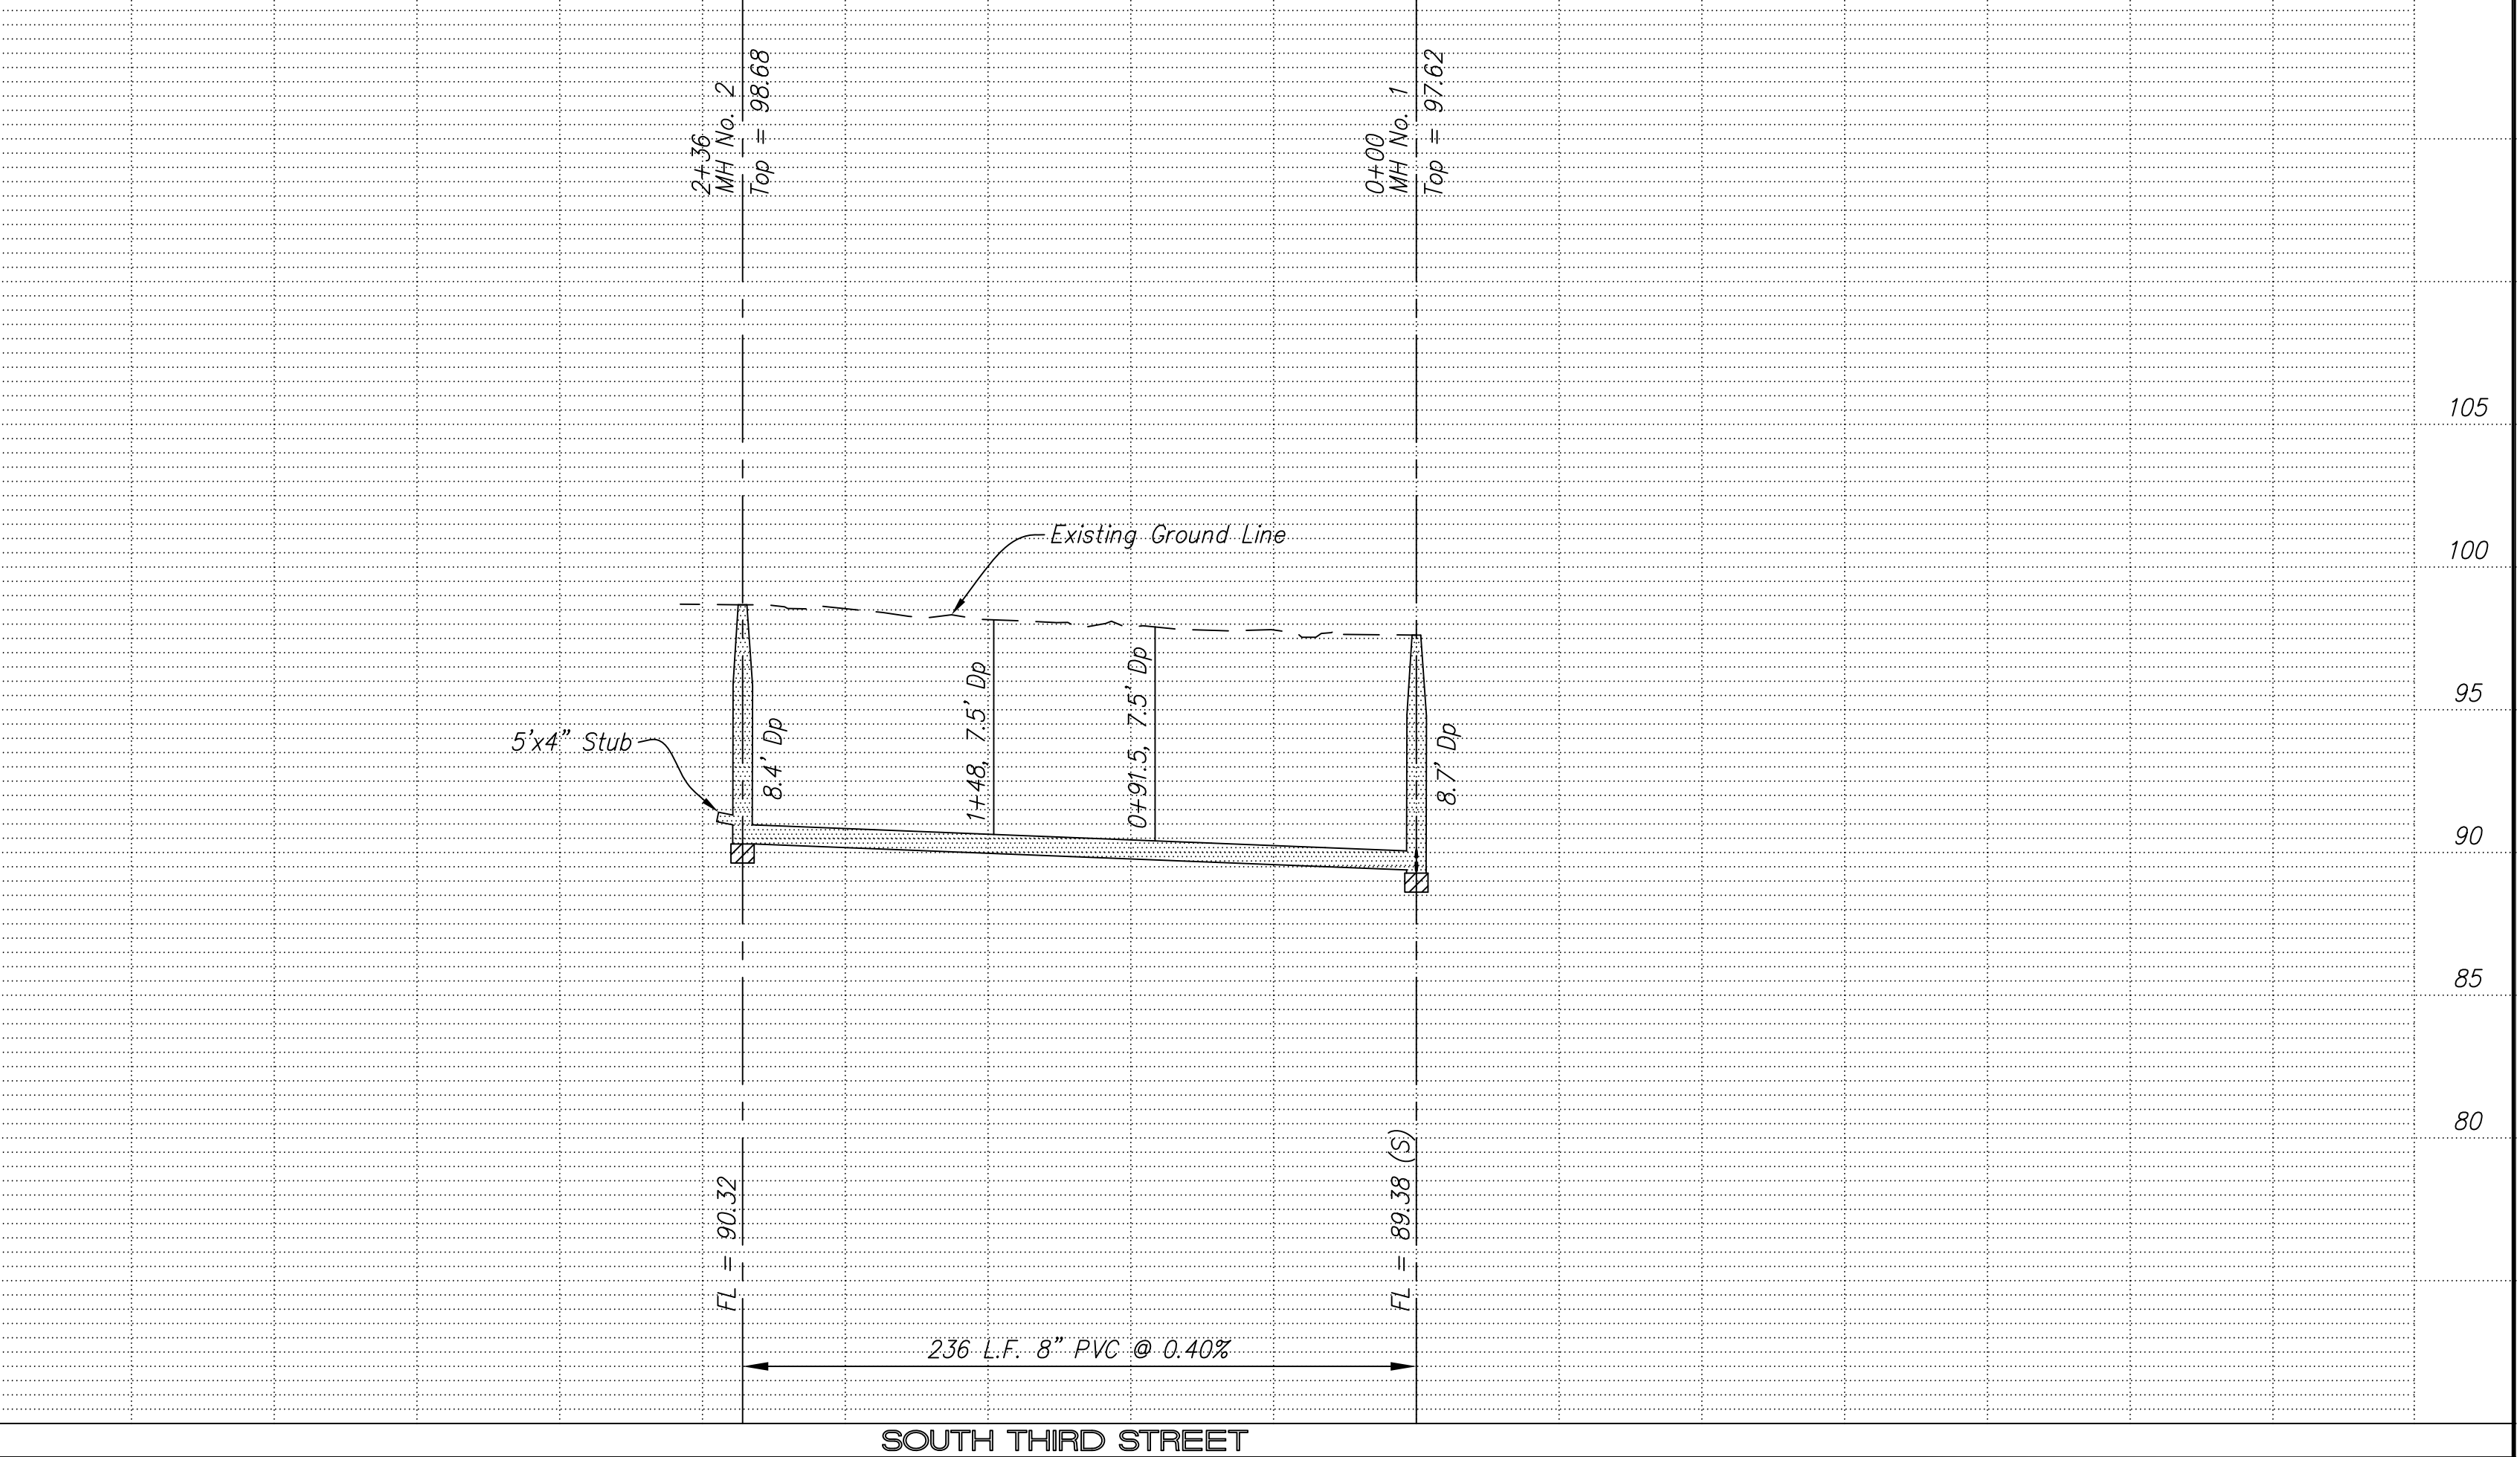 2+36
MH No. 2
Top = 98.68
0+00
MH No. 1
Top = 97.62
105
100
95
90
85
80
Existing Ground Line
5'x4" Stub
8.4' Dp
1+48, 7.5' Dp
0+91.5, 7.5' Dp
8.7' Dp
FL = 90.32
FL = 89.38 (S)
236 L.F. 8" PVC @ 0.40%
SOUTH THIRD STREET